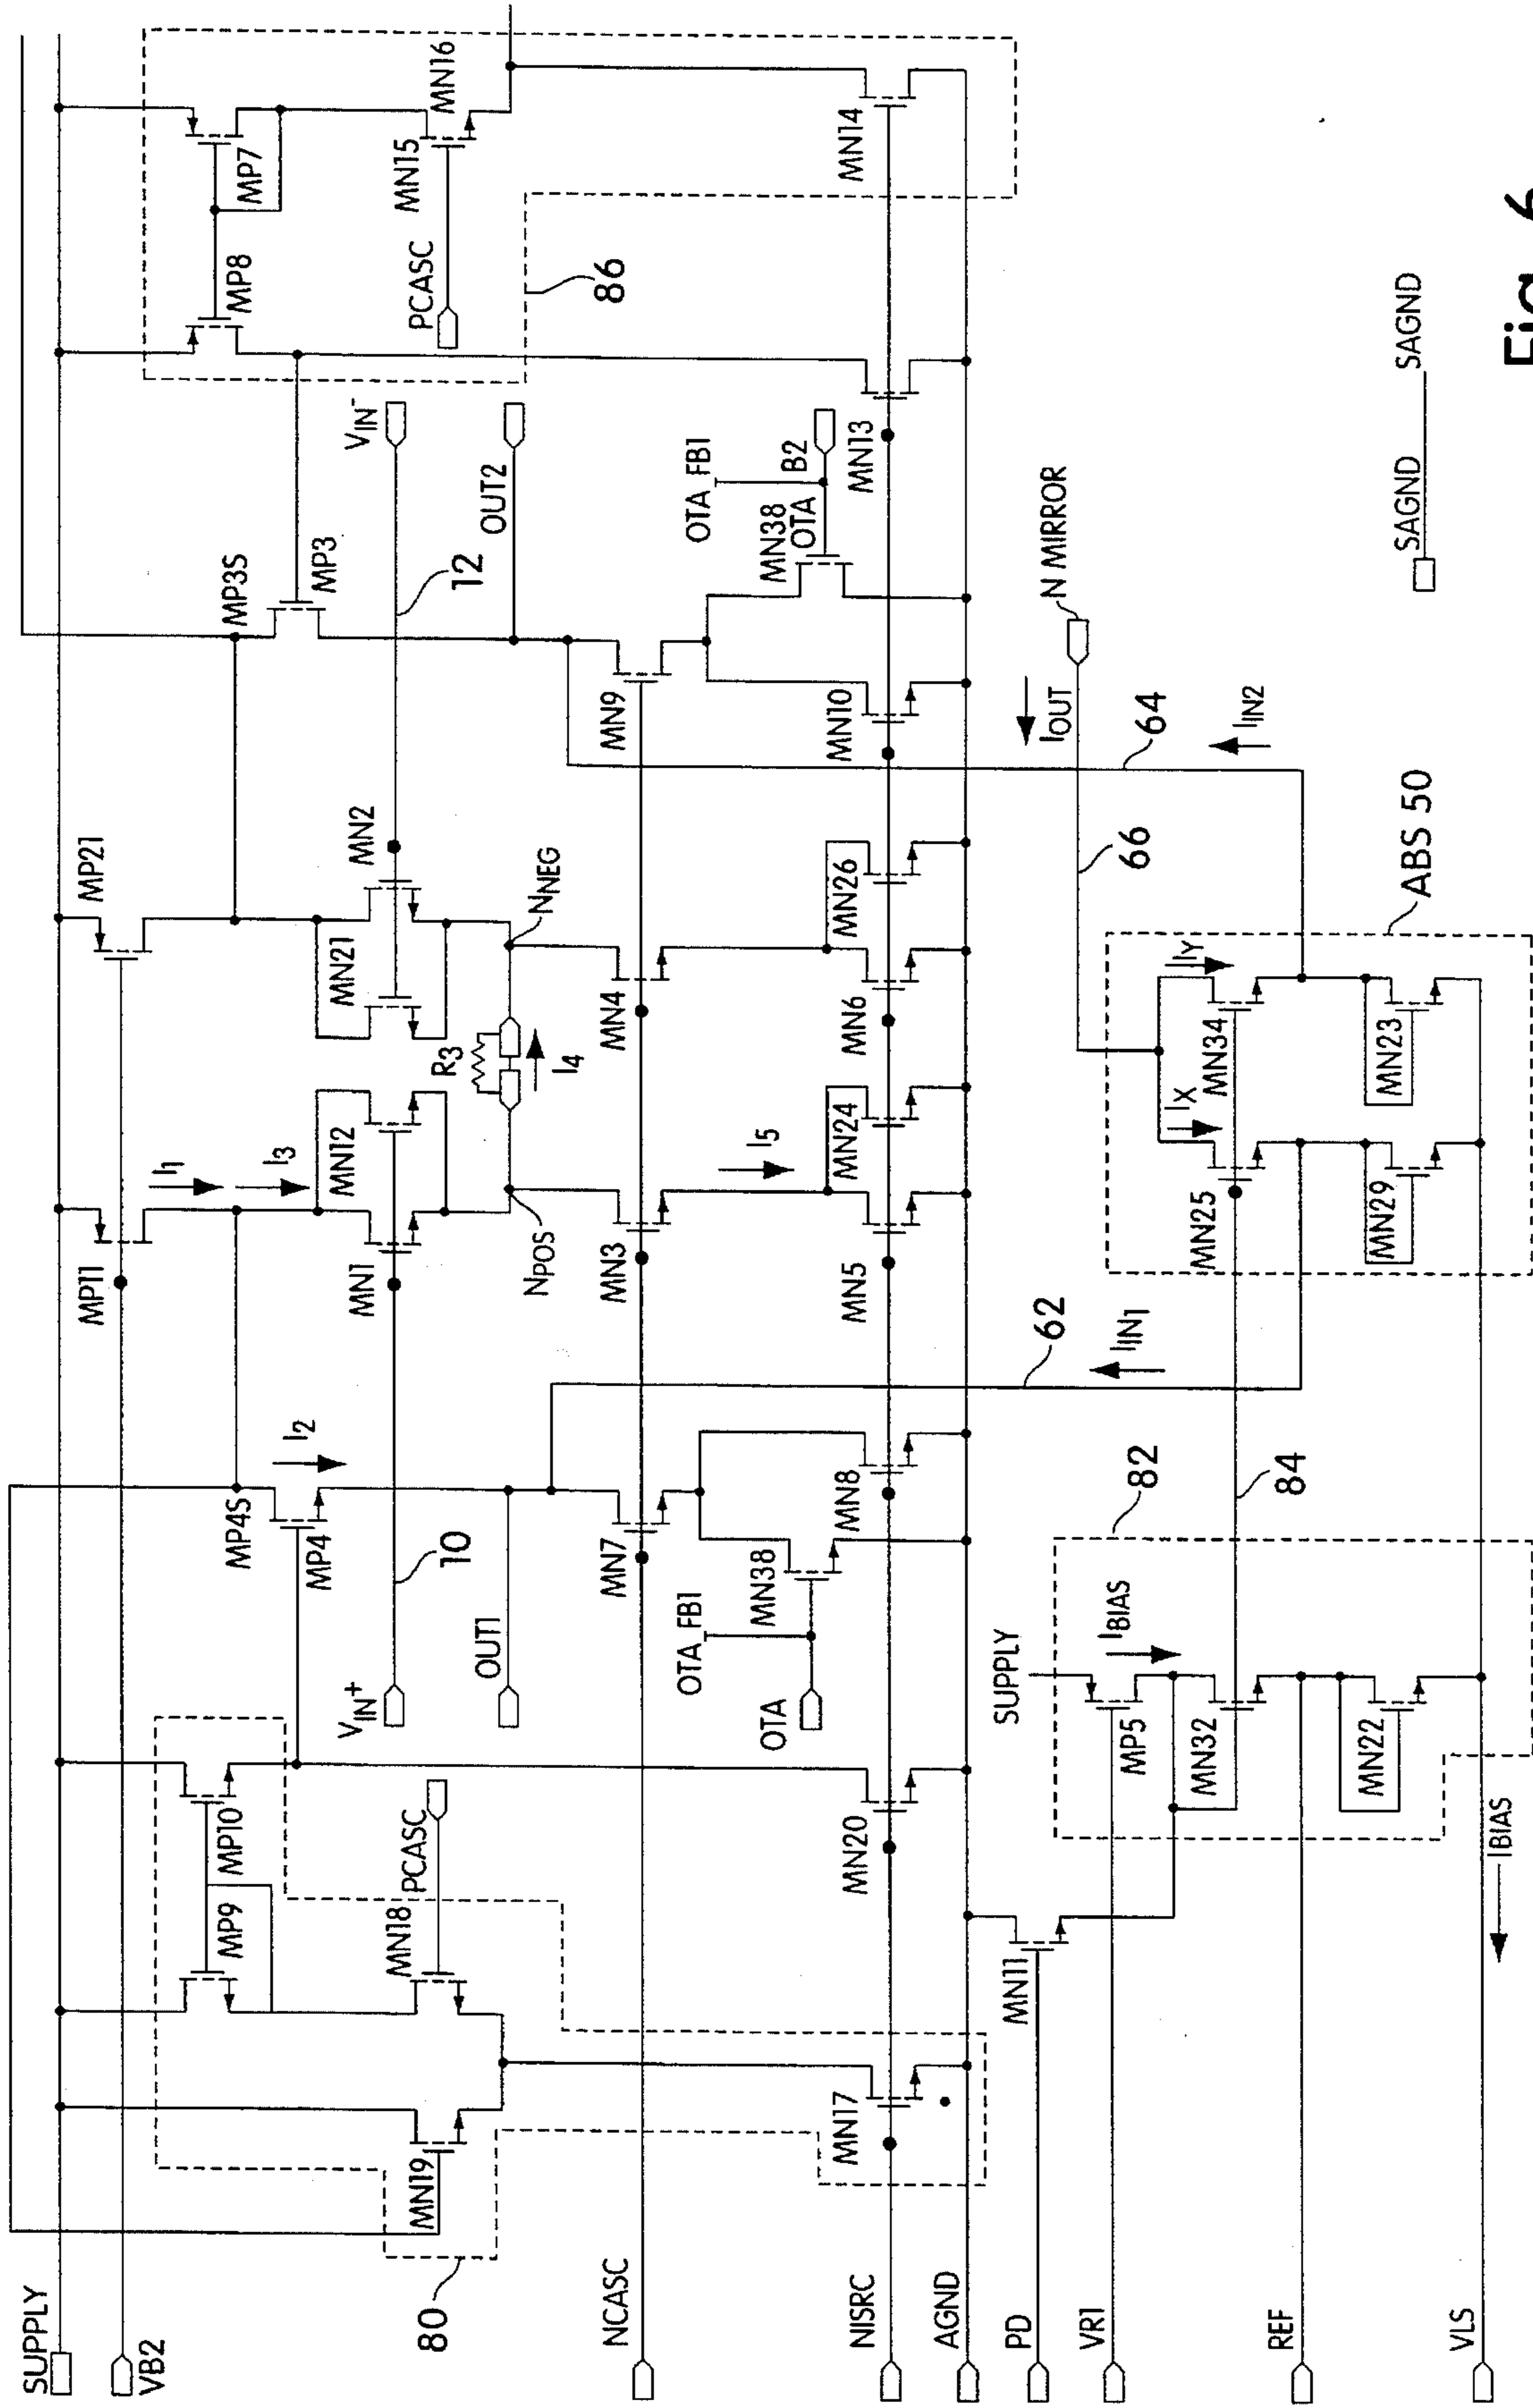 SUPPLY
VB2
NCASC
NISRC
AGND
PD
VR1
REF
VLS
80
MN19
MP9
MP10
MN18
PCASC
MN17
MN20
MN11
IBIAS
VIN+
10
OUT1
OTA
OTA_FB1
MN38
MP4S
MP4
I2
MN7
MN8
SUPPLY
IBIAS
MP5
MN32
MN22
82
84
62
IIN1
MP11
I1
I3
MN1
MN12
NPOS
MN3
I5
MN5
MN24
R3
I4
MP21
MN21
MN2
NNEG
MN4
MN6
MN26
MN25
IX
MN29
MN34
IY
MN23
ABS 50
66
64
IIN2
IOUT
N MIRROR
MP3S
MP3
12
VIN-
OUT2
MN9
MN10
MN38
OTA
OTA_FB1
B2
MN13
MP8
MP7
PCASC
MN15
MN16
MN14
86
SAGND
SAGND
Fig. 6